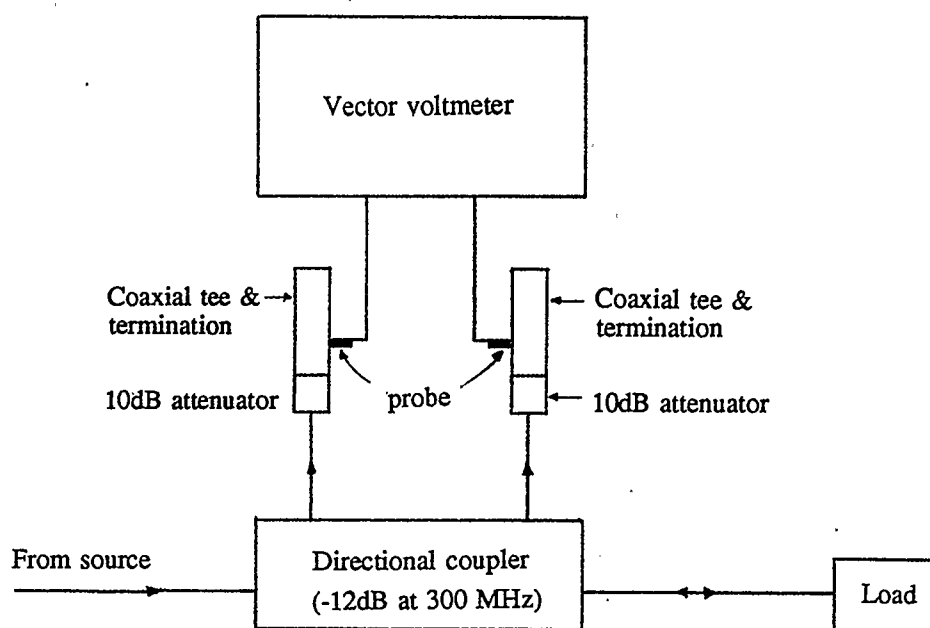 Vector voltmeter
Coaxial tee &
termination
Coaxial tee &
termination
10dB attenuator
probe
10dB attenuator
From source
Directional coupler
(-12dB at 300 MHz)
Load